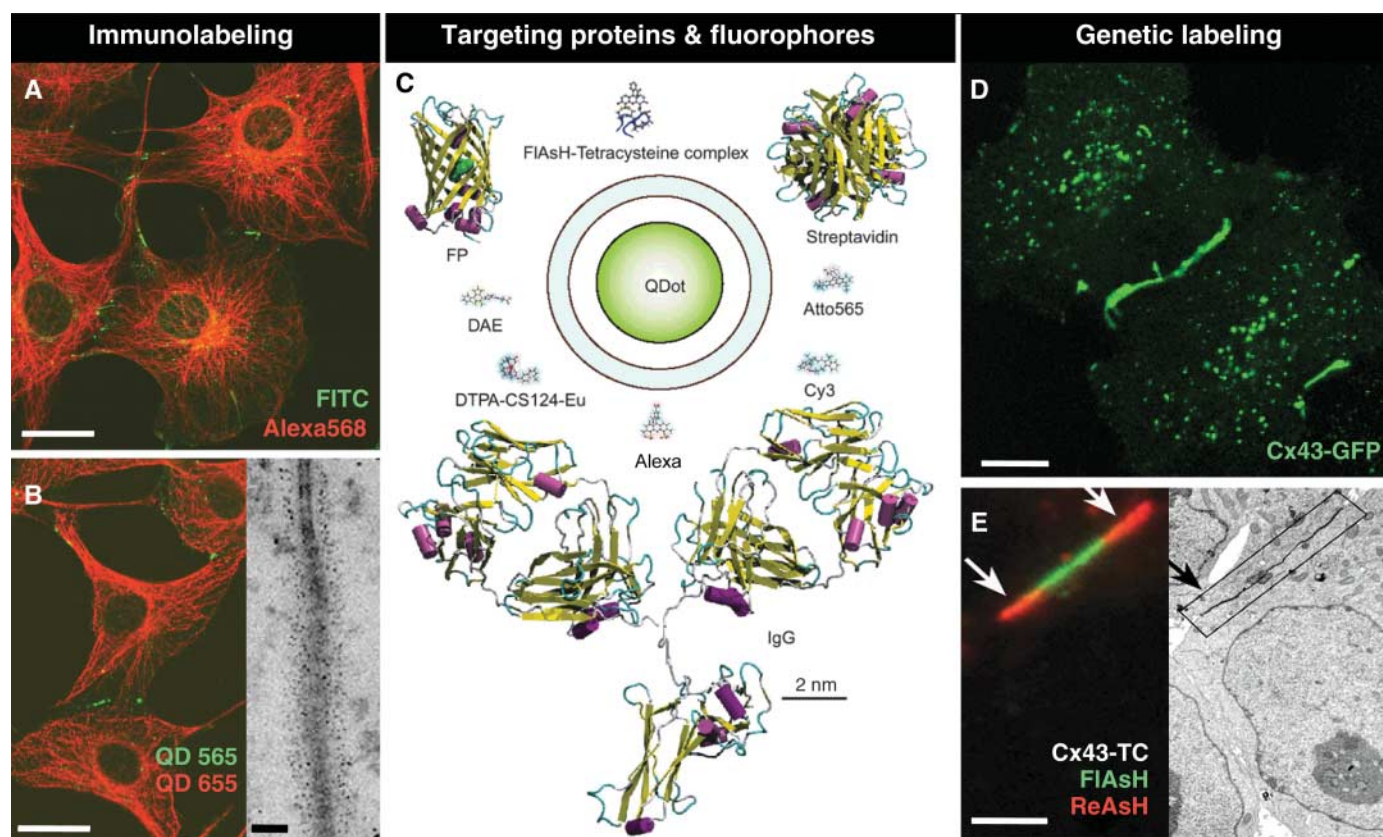 Immunolabeling
Targeting proteins & fluorophores
Genetic labeling
A
FITC
Alexa568
B
QD 565
QD 655
C
FlAsH-Tetracysteine complex
FP
Streptavidin
QDot
DAE
Atto565
DTPA-CS124-Eu
Cy3
Alexa
IgG
2 nm
D
Cx43-GFP
E
Cx43-TC
FlAsH
ReAsH